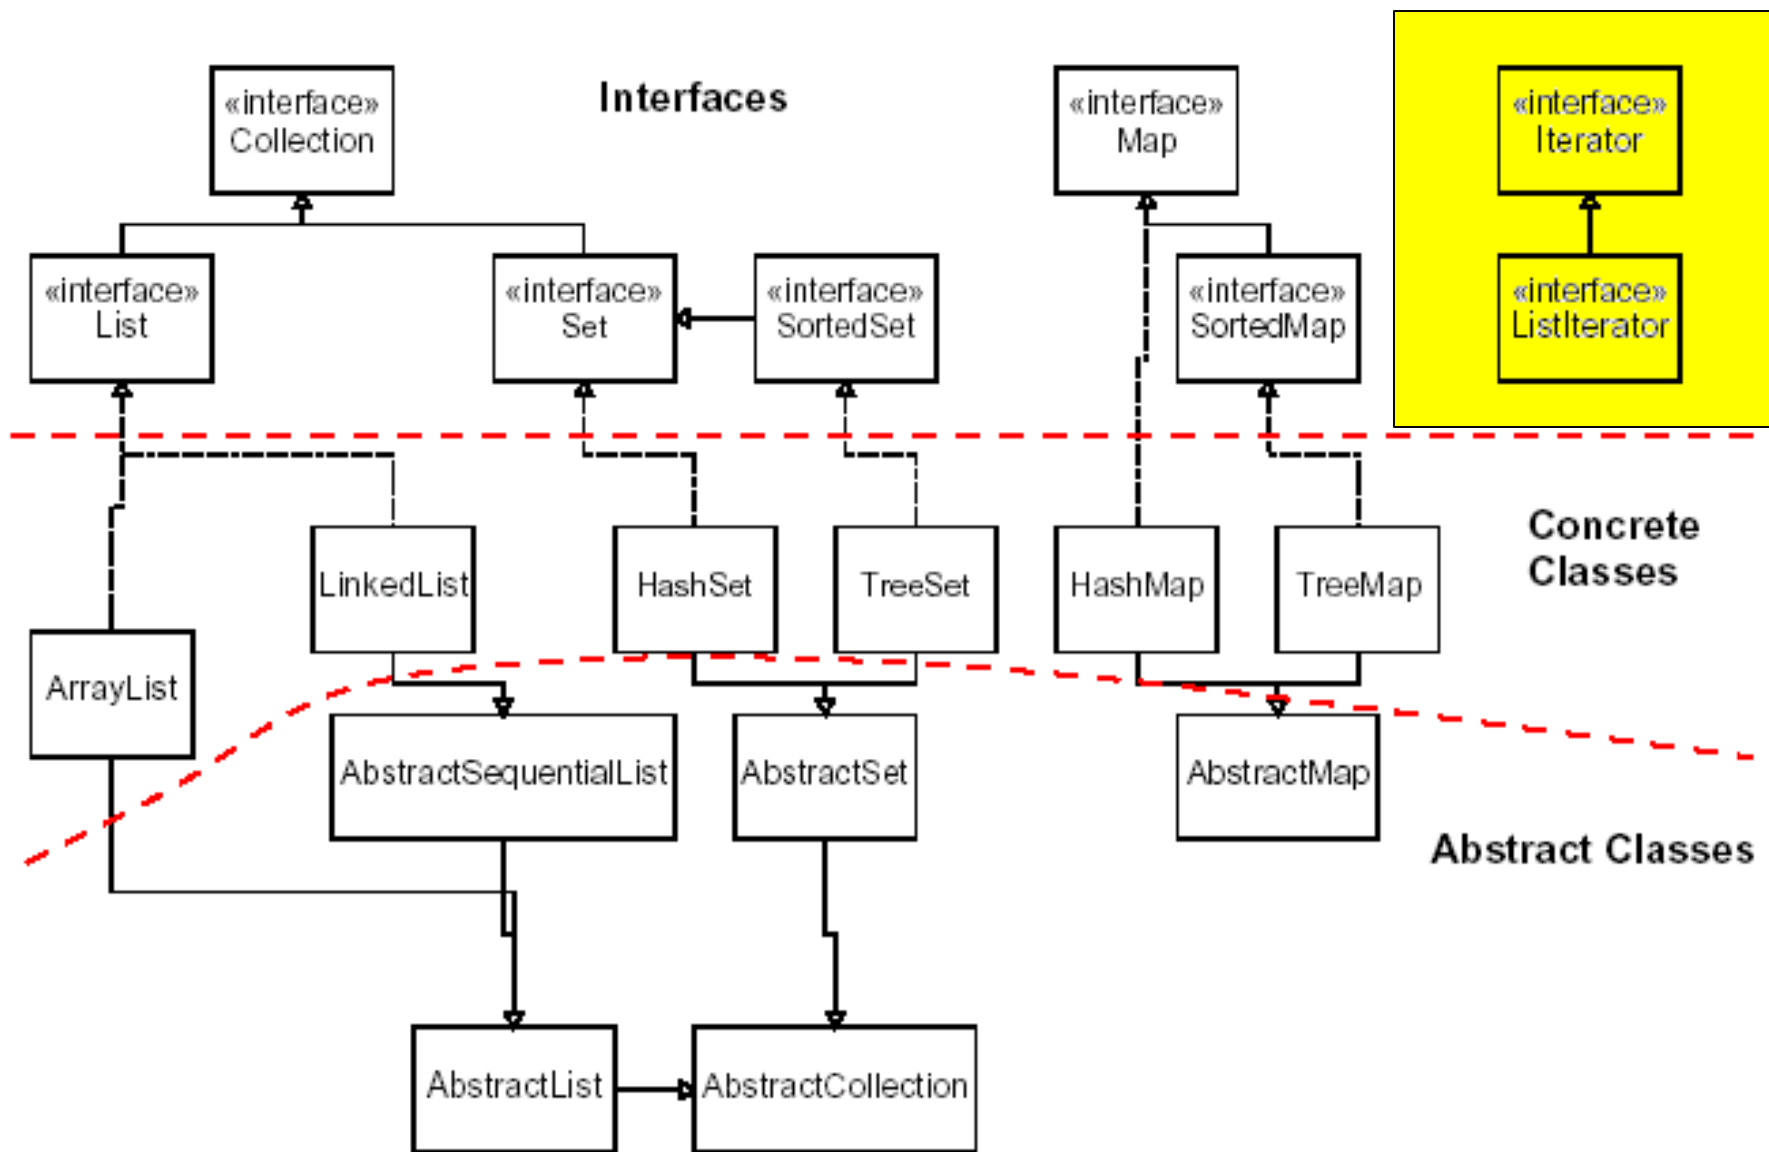 Interfaces
«interface»
Collection
«interface»
Map
«interface»
Iterator
«interface»
List
«interface»
Set
«interface»
SortedSet
«interface»
SortedMap
«interface»
ListIterator
Concrete
Classes
LinkedList
HashSet
TreeSet
HashMap
TreeMap
ArrayList
AbstractSequentialList
AbstractSet
AbstractMap
Abstract Classes
AbstractList
AbstractCollection